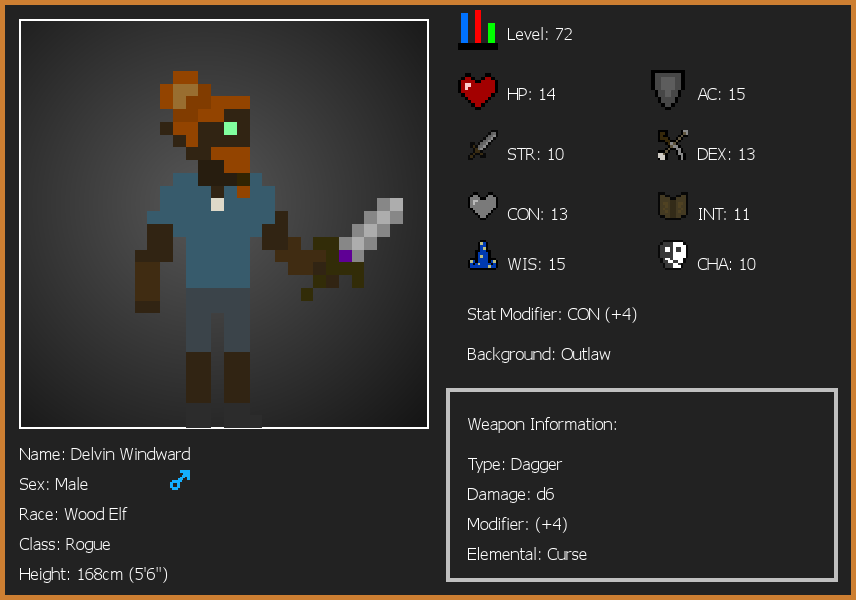 Level: 72
HP: 14
AC: 15
STR: 10
DEX: 13
CON: 13
INT: 11
WIS: 15
CHA: 10
Stat Modifier: CON (+4)
Background: Outlaw
Weapon Information:
Type: Dagger
Damage: d6
Modifier: (+4)
Elemental: Curse
Name: Delvin Windward
Sex: Male
Race: Wood Elf
Class: Rogue
Height: 168cm (5'6")